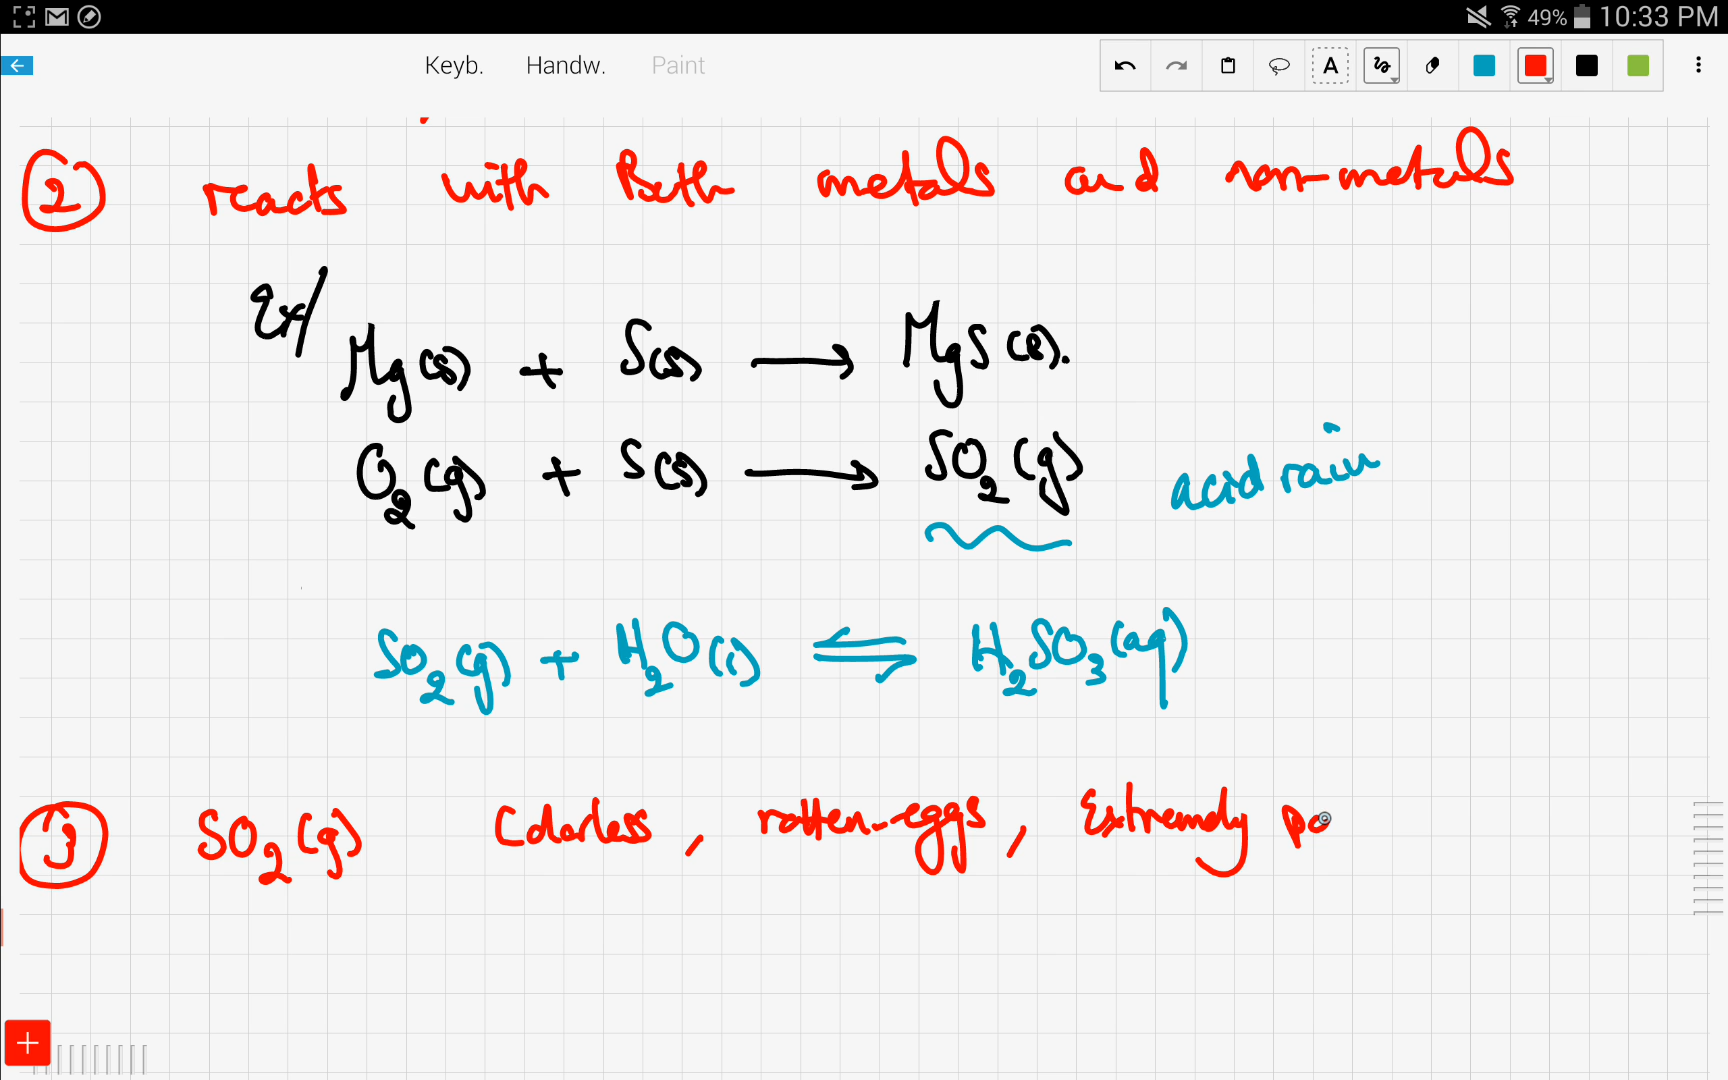 49% 10:33 PM
Keyb. Handw. Paint A
2 reacts with Both metals and non-metals
Ex/
Mg(s) + S(s) ⟶ MgS(s).
O₂(g) + S(s) ⟶ SO₂(g) acid rain
SO₂(g) + H₂O(l) ⇌ H₂SO₃(aq)
3 SO₂(g) Colorless, rotten-eggs, Extremely po